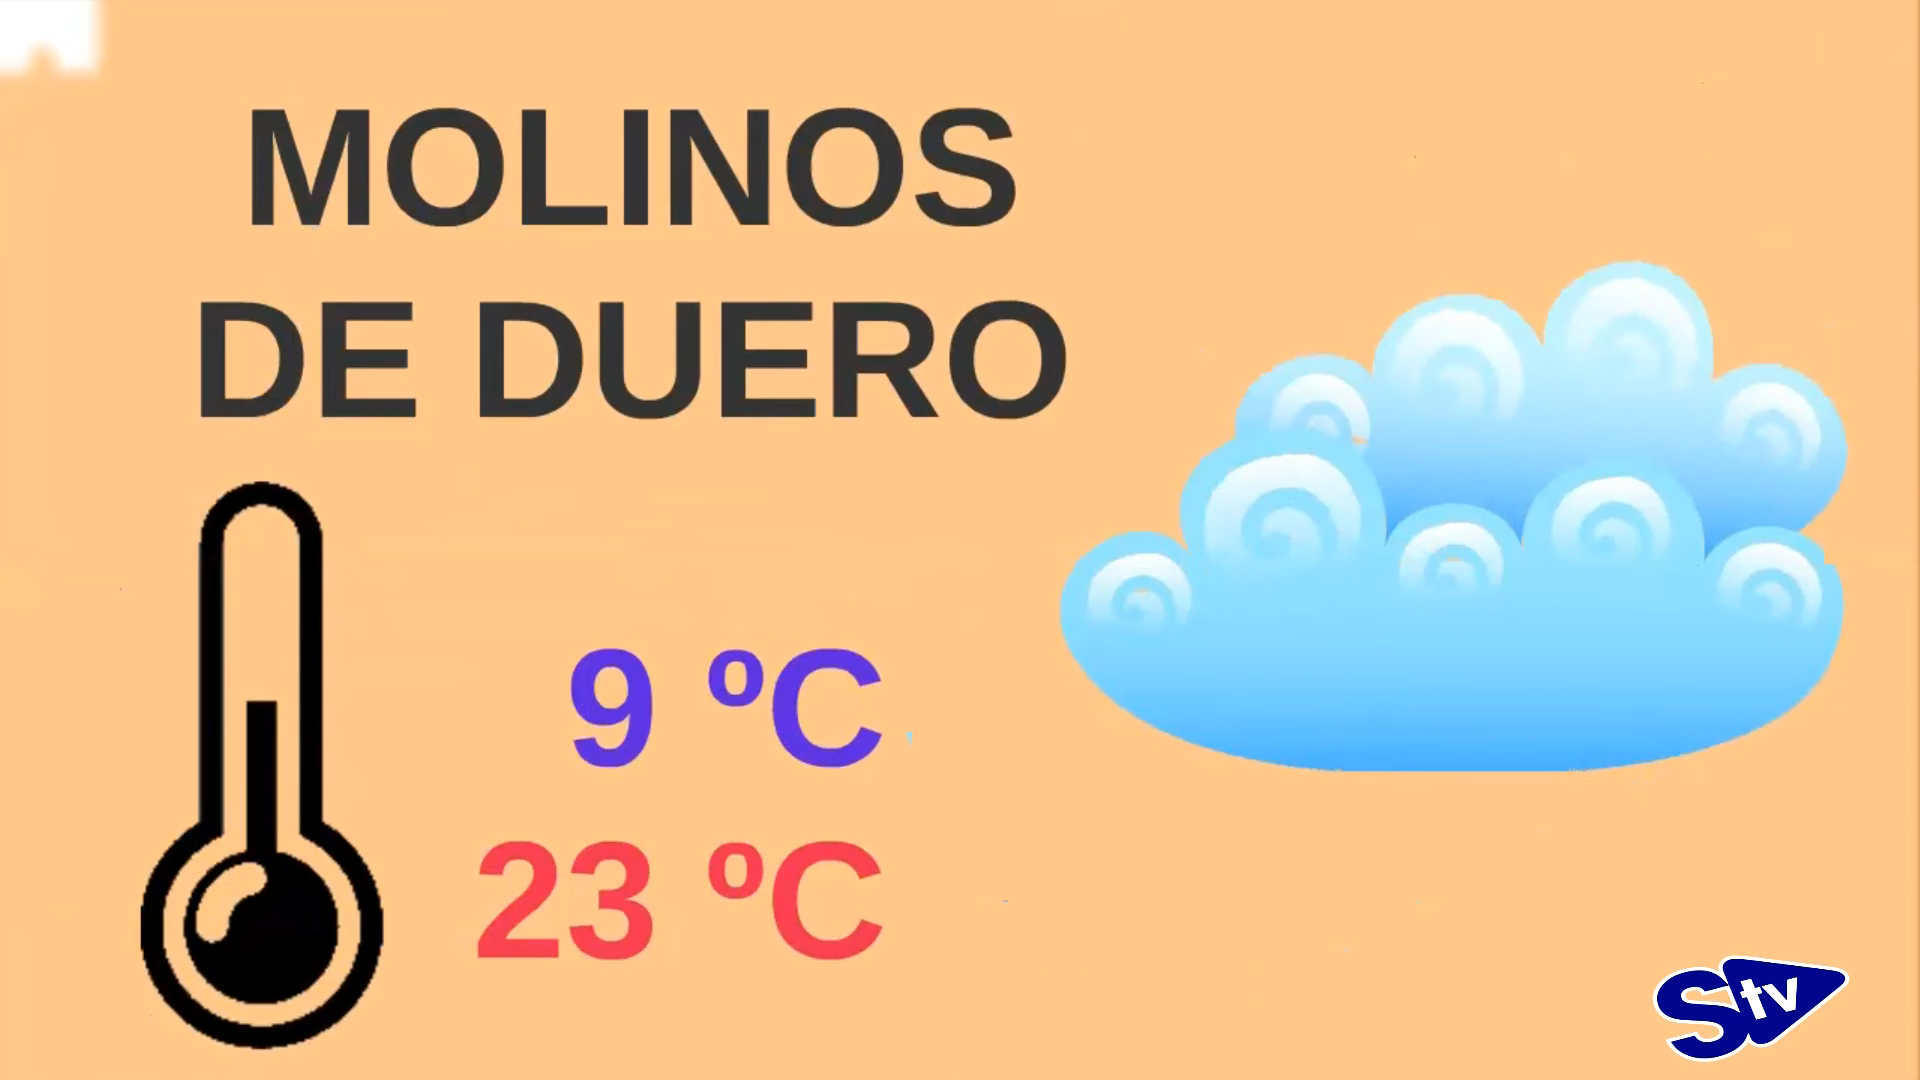 MOLINOS
DE DUERO
9 ºC
23 ºC
Stv